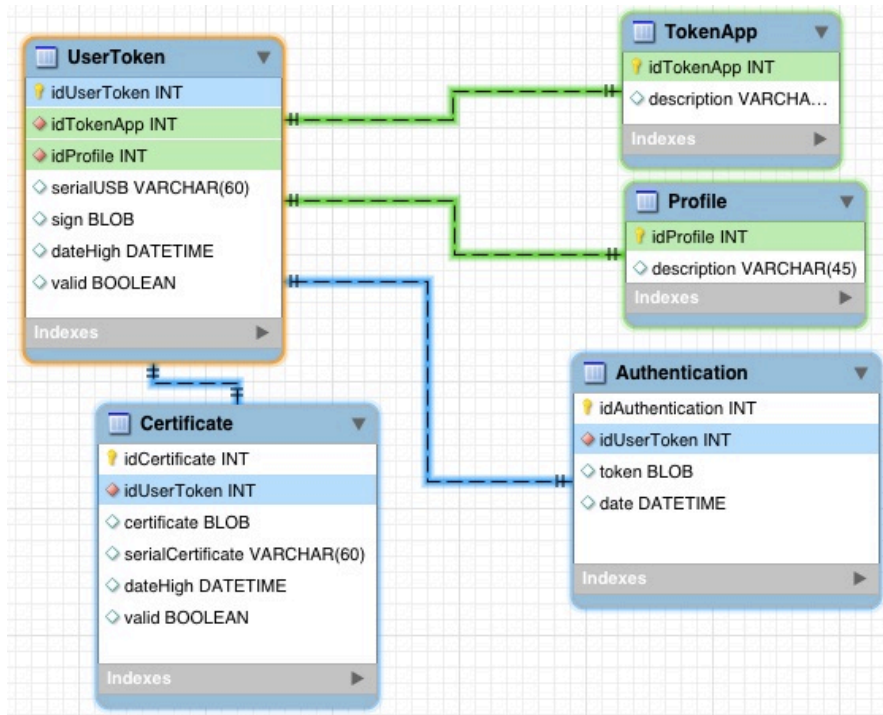 UserToken
idUserToken INT
idTokenApp INT
idProfile INT
serialUSB VARCHAR(60)
sign BLOB
dateHigh DATETIME
valid BOOLEAN
Indexes
TokenApp
idTokenApp INT
description VARCHA...
Indexes
Profile
idProfile INT
description VARCHAR(45)
Indexes
Certificate
idCertificate INT
idUserToken INT
certificate BLOB
serialCertificate VARCHAR(60)
dateHigh DATETIME
valid BOOLEAN
Indexes
Authentication
idAuthentication INT
idUserToken INT
token BLOB
date DATETIME
Indexes